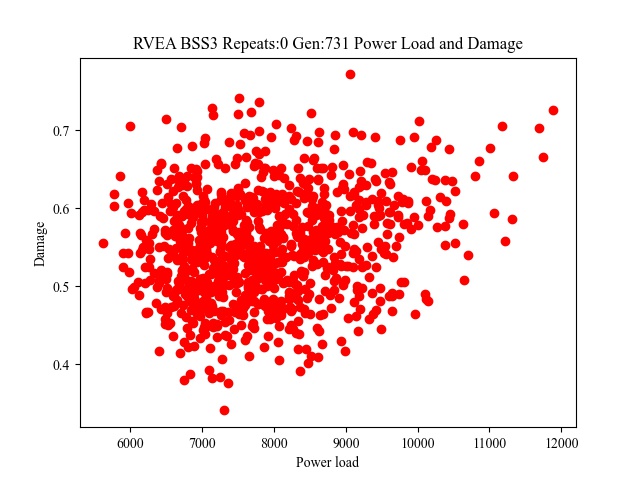 RVEA BSS3 Repeats:0 Gen:731 Power Load and Damage
0.7
0.6
0.5
0.4
Damage
6000 7000 8000 9000 10000 11000 12000
Power load